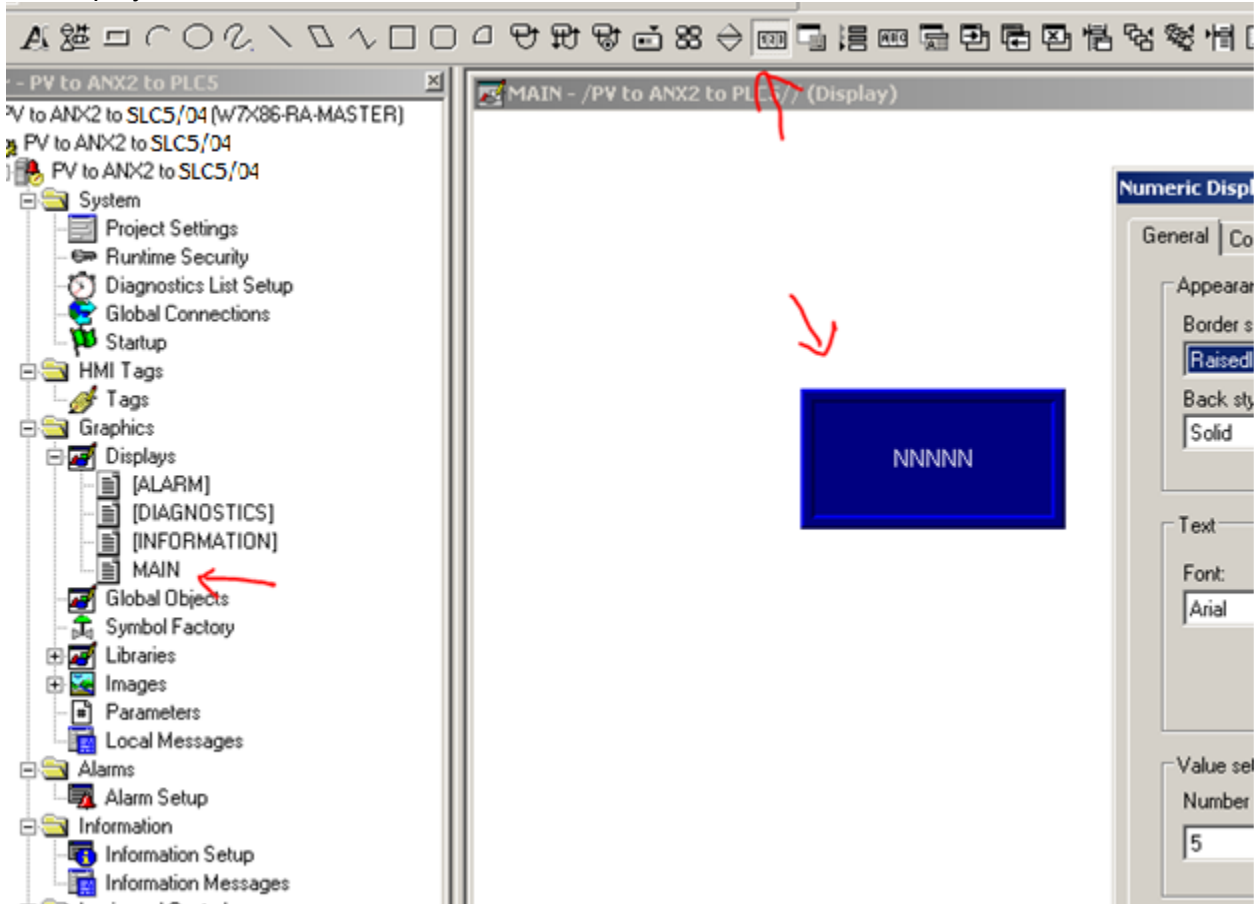 - PV to ANX2 to PLC5
PV to ANX2 to SLC5/04 (W7X86-RA-MASTER)
PV to ANX2 to SLC5/04
PV to ANX2 to SLC5/04
System
Project Settings
Runtime Security
Diagnostics List Setup
Global Connections
Startup
HMI Tags
Tags
Graphics
Displays
[ALARM]
[DIAGNOSTICS]
[INFORMATION]
MAIN
Global Objects
Symbol Factory
Libraries
Images
Parameters
Local Messages
Alarms
Alarm Setup
Information
Information Setup
Information Messages
MAIN - /PV to ANX2 to PLC5// (Display)
NNNNN
Numeric Displ
General Co
Appearan
Border s
Raised
Back sty
Solid
Text
Font:
Arial
Value set
Number
5